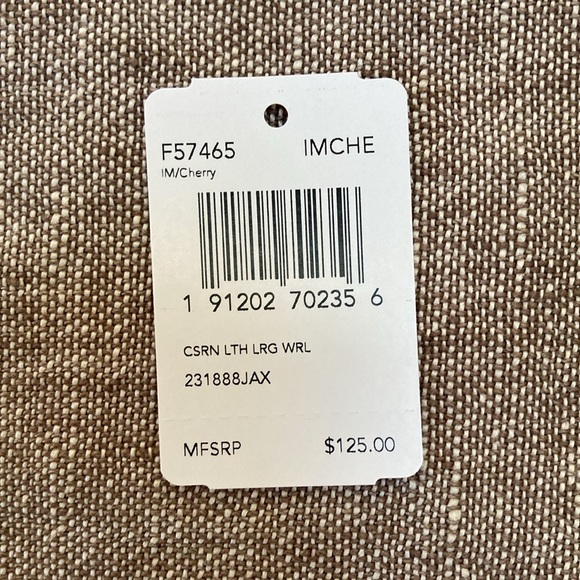 F57465 IMCHE
IM/Cherry
1 91202 70235 6
CSRN LTH LRG WRL
231888JAX
MFSRP $125.00